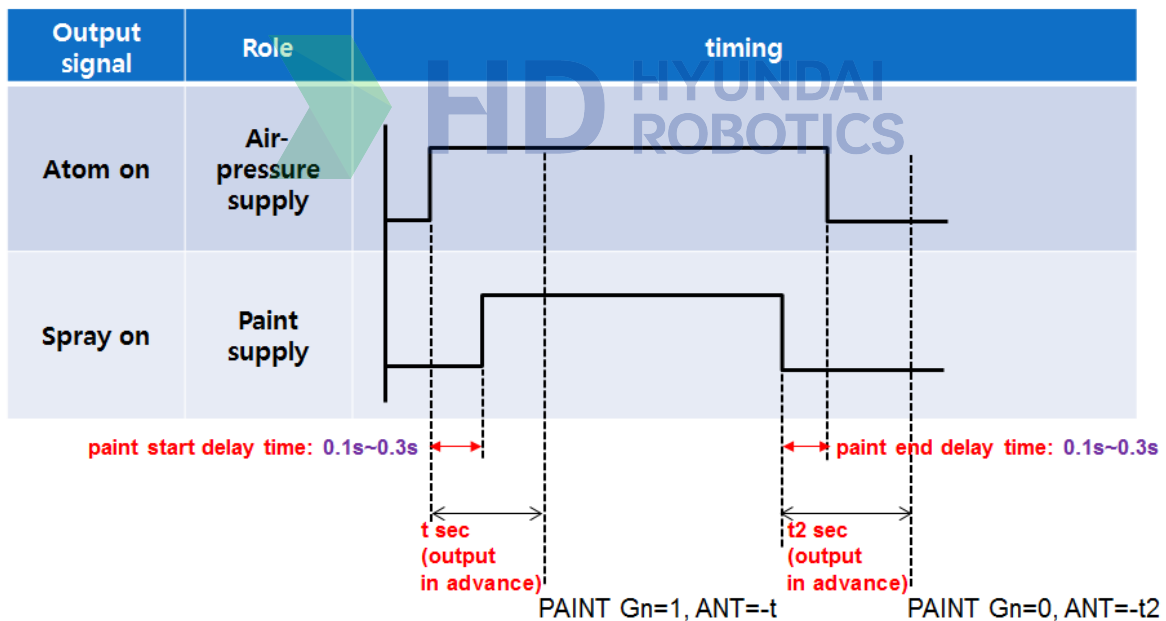 Output
signal
Role
timing
HD HYUNDAI
ROBOTICS
Atom on
Air-
pressure
supply
Spray on
Paint
supply
paint start delay time: 0.1s~0.3s
paint end delay time: 0.1s~0.3s
t sec
(output
in advance)
t2 sec
(output
in advance)
PAINT Gn=1, ANT=-t
PAINT Gn=0, ANT=-t2